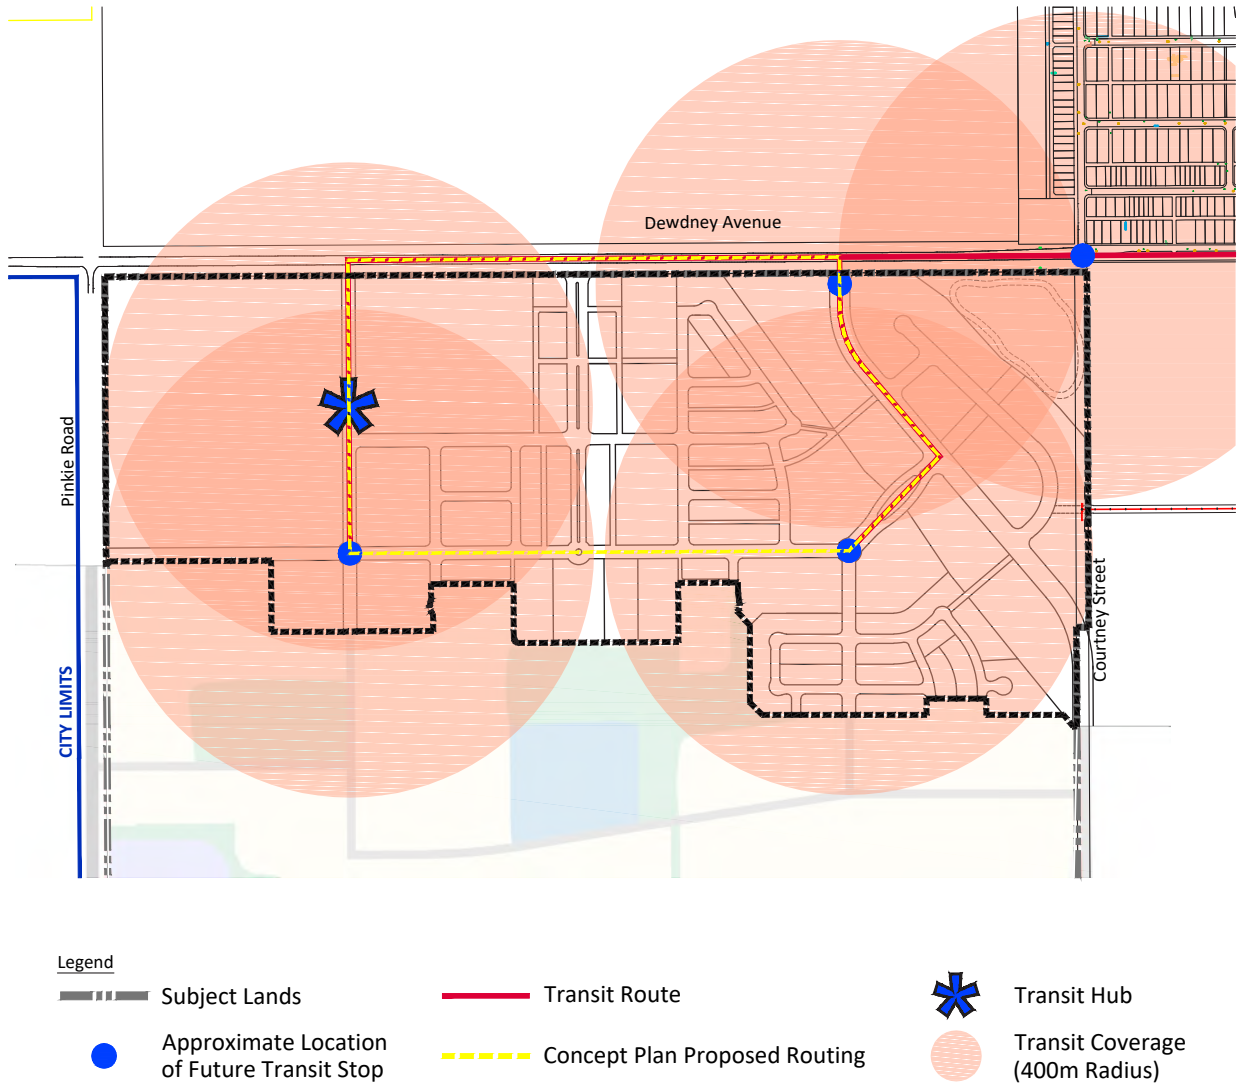 Dewdney Avenue
Pinkie Road
Courtney Street
CITY LIMITS
Legend
Subject Lands
Transit Route
Transit Hub
Approximate Location
of Future Transit Stop
Concept Plan Proposed Routing
Transit Coverage
(400m Radius)